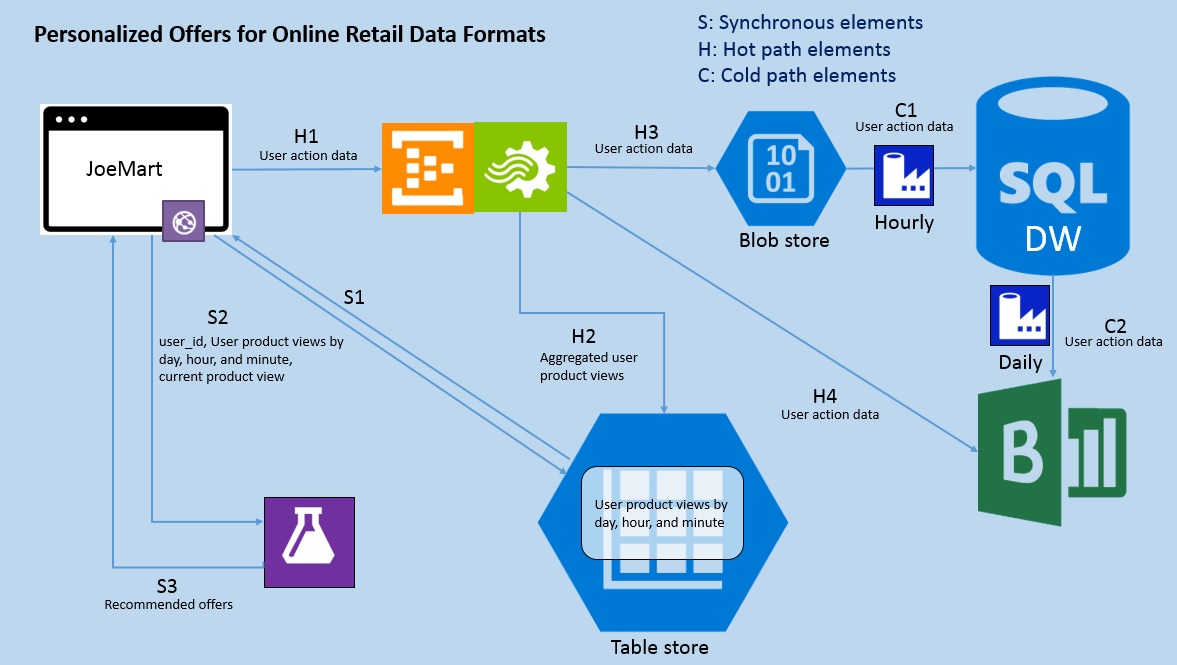 Personalized Offers for Online Retail Data Formats
S: Synchronous elements
H: Hot path elements
C: Cold path elements
JoeMart
H1
User action data
H3
User action data
10
01
Blob store
C1
User action data
Hourly
SQL
DW
S1
S2
user_id, User product views by
day, hour, and minute,
current product view
H2
Aggregated user
product views
H4
User action data
Daily
C2
User action data
B
User product views by
day, hour, and minute
S3
Recommended offers
Table store